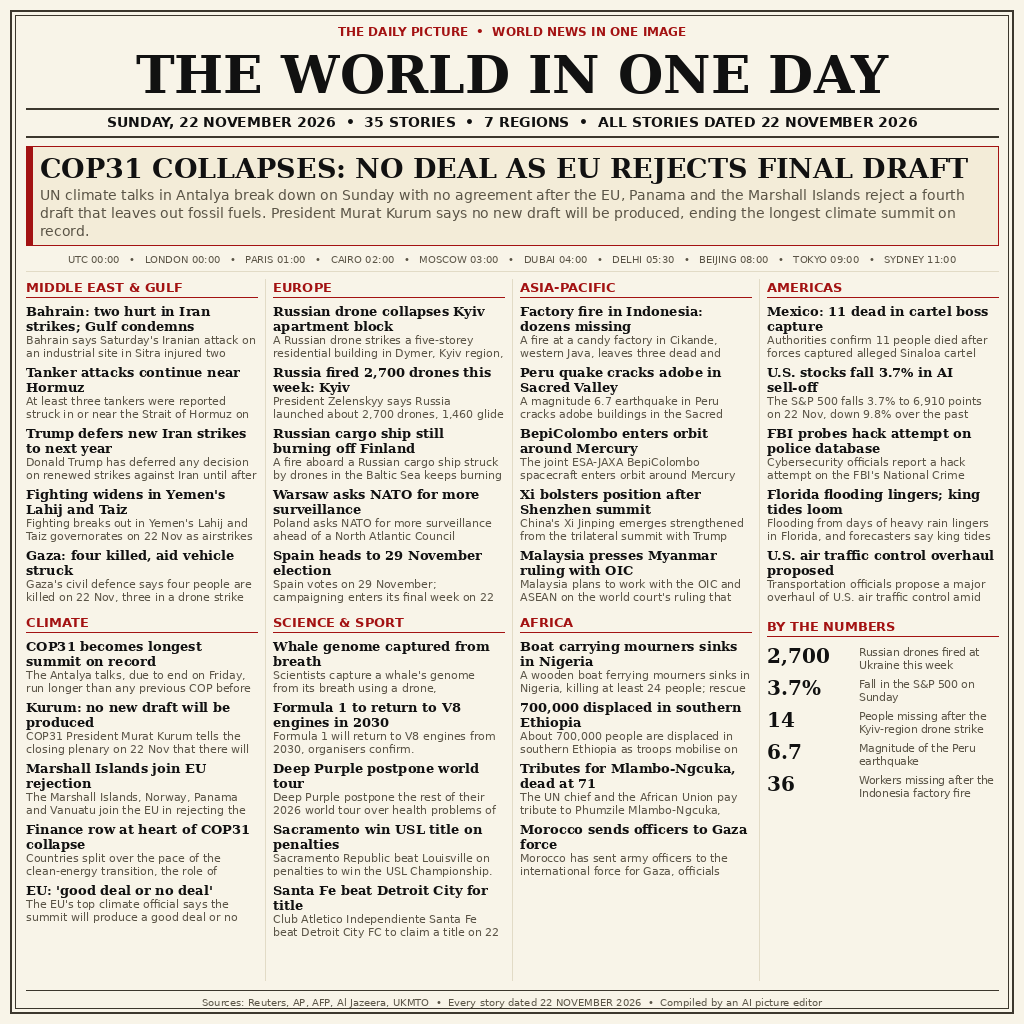 THE DAILY PICTURE • WORLD NEWS IN ONE IMAGE
THE WORLD IN ONE DAY
SUNDAY, 22 NOVEMBER 2026 • 35 STORIES • 7 REGIONS • ALL STORIES DATED 22 NOVEMBER 2026
COP31 COLLAPSES: NO DEAL AS EU REJECTS FINAL DRAFT
UN climate talks in Antalya break down on Sunday with no agreement after the EU, Panama and the Marshall Islands reject a fourth
draft that leaves out fossil fuels. President Murat Kurum says no new draft will be produced, ending the longest climate summit on
record.
UTC 00:00 • LONDON 00:00 • PARIS 01:00 • CAIRO 02:00 • MOSCOW 03:00 • DUBAI 04:00 • DELHI 05:30 • BEIJING 08:00 • TOKYO 09:00 • SYDNEY 11:00
MIDDLE EAST & GULF
Bahrain: two hurt in Iran
strikes; Gulf condemns
Bahrain says Saturday's Iranian attack on
an industrial site in Sitra injured two
Tanker attacks continue near
Hormuz
At least three tankers were reported
struck in or near the Strait of Hormuz on
Trump defers new Iran strikes
to next year
Donald Trump has deferred any decision
on renewed strikes against Iran until after
Fighting widens in Yemen's
Lahij and Taiz
Fighting breaks out in Yemen's Lahij and
Taiz governorates on 22 Nov as airstrikes
Gaza: four killed, aid vehicle
struck
Gaza's civil defence says four people are
killed on 22 Nov, three in a drone strike
CLIMATE
COP31 becomes longest
summit on record
The Antalya talks, due to end on Friday,
run longer than any previous COP before
Kurum: no new draft will be
produced
COP31 President Murat Kurum tells the
closing plenary on 22 Nov that there will
Marshall Islands join EU
rejection
The Marshall Islands, Norway, Panama
and Vanuatu join the EU in rejecting the
Finance row at heart of COP31
collapse
Countries split over the pace of the
clean-energy transition, the role of
EU: 'good deal or no deal'
The EU's top climate official says the
summit will produce a good deal or no
EUROPE
Russian drone collapses Kyiv
apartment block
A Russian drone strikes a five-storey
residential building in Dymer, Kyiv region,
Russia fired 2,700 drones this
week: Kyiv
President Zelenskyy says Russia
launched about 2,700 drones, 1,460 glide
Russian cargo ship still
burning off Finland
A fire aboard a Russian cargo ship struck
by drones in the Baltic Sea keeps burning
Warsaw asks NATO for more
surveillance
Poland asks NATO for more surveillance
ahead of a North Atlantic Council
Spain heads to 29 November
election
Spain votes on 29 November;
campaigning enters its final week on 22
SCIENCE & SPORT
Whale genome captured from
breath
Scientists capture a whale's genome
from its breath using a drone,
Formula 1 to return to V8
engines in 2030
Formula 1 will return to V8 engines from
2030, organisers confirm.
Deep Purple postpone world
tour
Deep Purple postpone the rest of their
2026 world tour over health problems of
Sacramento win USL title on
penalties
Sacramento Republic beat Louisville on
penalties to win the USL Championship.
Santa Fe beat Detroit City for
title
Club Atletico Independiente Santa Fe
beat Detroit City FC to claim a title on 22
ASIA-PACIFIC
Factory fire in Indonesia:
dozens missing
A fire at a candy factory in Cikande,
western Java, leaves three dead and
Peru quake cracks adobe in
Sacred Valley
A magnitude 6.7 earthquake in Peru
cracks adobe buildings in the Sacred
BepiColombo enters orbit
around Mercury
The joint ESA-JAXA BepiColombo
spacecraft enters orbit around Mercury
Xi bolsters position after
Shenzhen summit
China's Xi Jinping emerges strengthened
from the trilateral summit with Trump
Malaysia presses Myanmar
ruling with OIC
Malaysia plans to work with the OIC and
ASEAN on the world court's ruling that
AFRICA
Boat carrying mourners sinks
in Nigeria
A wooden boat ferrying mourners sinks in
Nigeria, killing at least 24 people; rescue
700,000 displaced in southern
Ethiopia
About 700,000 people are displaced in
southern Ethiopia as troops mobilise on
Tributes for Mlambo-Ngcuka,
dead at 71
The UN chief and the African Union pay
tribute to Phumzile Mlambo-Ngcuka,
Morocco sends officers to Gaza
force
Morocco has sent army officers to the
international force for Gaza, officials
AMERICAS
Mexico: 11 dead in cartel boss
capture
Authorities confirm 11 people died after
forces captured alleged Sinaloa cartel
U.S. stocks fall 3.7% in AI
sell-off
The S&P 500 falls 3.7% to 6,910 points
on 22 Nov, down 9.8% over the past
FBI probes hack attempt on
police database
Cybersecurity officials report a hack
attempt on the FBI's National Crime
Florida flooding lingers; king
tides loom
Flooding from days of heavy rain lingers
in Florida, and forecasters say king tides
U.S. air traffic control overhaul
proposed
Transportation officials propose a major
overhaul of U.S. air traffic control amid
BY THE NUMBERS
2,700
Russian drones fired at
Ukraine this week
3.7%
Fall in the S&P 500 on
Sunday
14
People missing after the
Kyiv-region drone strike
6.7
Magnitude of the Peru
earthquake
36
Workers missing after the
Indonesia factory fire
Sources: Reuters, AP, AFP, Al Jazeera, UKMTO • Every story dated 22 NOVEMBER 2026 • Compiled by an AI picture editor